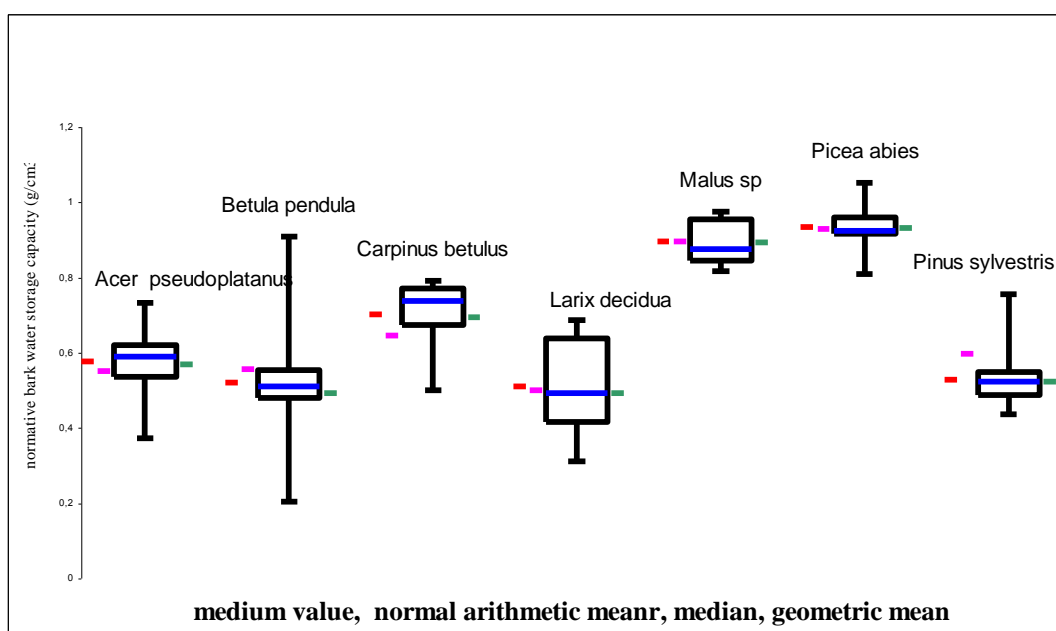 normative bark water storage capacity (g/cm³
1,2
1
0,8
0,6
0,4
0,2
0
Acer pseudoplatanus
Betula pendula
Carpinus betulus
Larix decidua
Malus sp
Picea abies
Pinus sylvestris
medium value, normal arithmetic meanr, median, geometric mean